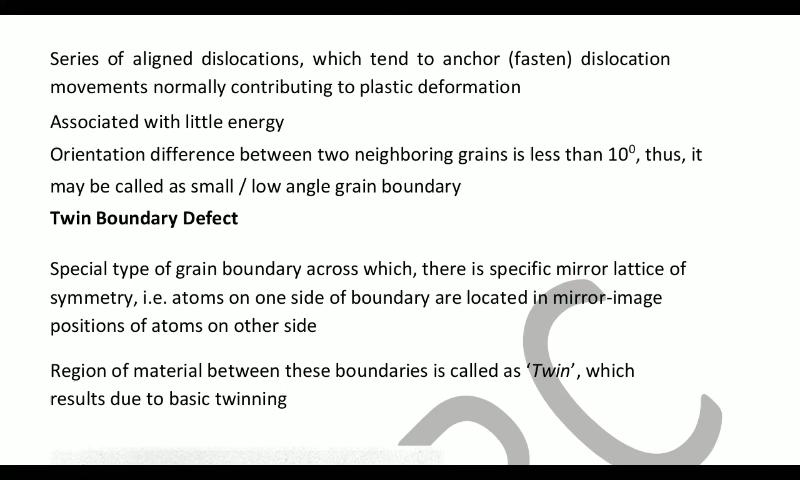 Series of aligned dislocations, which tend to anchor (fasten) dislocation
movements normally contributing to plastic deformation
Associated with little energy
Orientation difference between two neighboring grains is less than 10⁰, thus, it
may be called as small / low angle grain boundary
Twin Boundary Defect
Special type of grain boundary across which, there is specific mirror lattice of
symmetry, i.e. atoms on one side of boundary are located in mirror-image
positions of atoms on other side
Region of material between these boundaries is called as ‘Twin’, which
results due to basic twinning